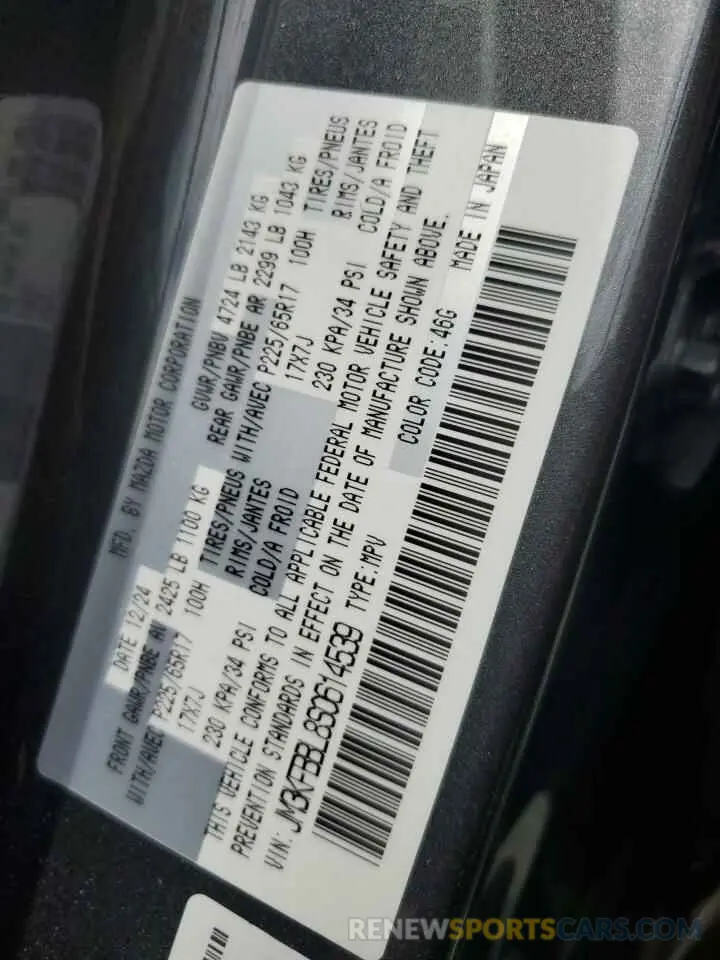 MFD. BY MAZDA MOTOR CORPORATION
DATE 12/24 GVWR/PNBV 4724 LB 2143 KG
FRONT GAWR/PNBE AV 2425 LB 1100 KG REAR GAWR/PNBE AR 2299 LB 1043 KG
WITH/AVEC P225/65R17 100H TIRES/PNEUS WITH/AVEC P225/65R17 100H TIRES/PNEUS
17X7J RIMS/JANTES 17X7J RIMS/JANTES
230 KPA/34 PSI COLD/A FROID 230 KPA/34 PSI COLD/A FROID
THIS VEHICLE CONFORMS TO ALL APPLICABLE FEDERAL MOTOR VEHICLE SAFETY AND THEFT
PREVENTION STANDARDS IN EFFECT ON THE DATE OF MANUFACTURE SHOWN ABOVE.
VIN: JM3KFBBL8S0614539 TYPE:MPV COLOR CODE:46G MADE IN JAPAN
RENEWSPORTSCARS.COM